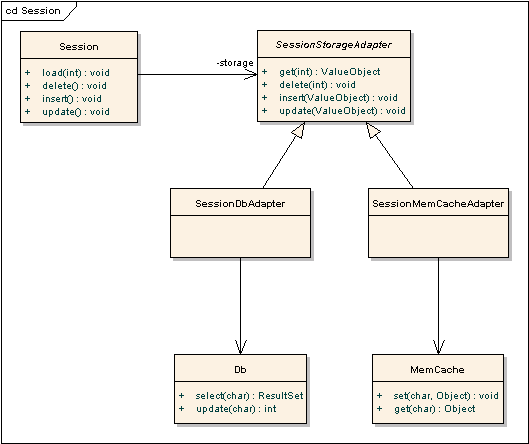 cd Session
Session
+ load(int) : void
+ delete() : void
+ insert() : void
+ update() : void
-storage
SessionStorageAdapter
+ get(int) : ValueObject
+ delete(int) : void
+ insert(ValueObject) : void
+ update(ValueObject) : void
SessionDbAdapter
SessionMemCacheAdapter
Db
+ select(char) : ResultSet
+ update(char) : int
MemCache
+ set(char, Object) : void
+ get(char) : Object